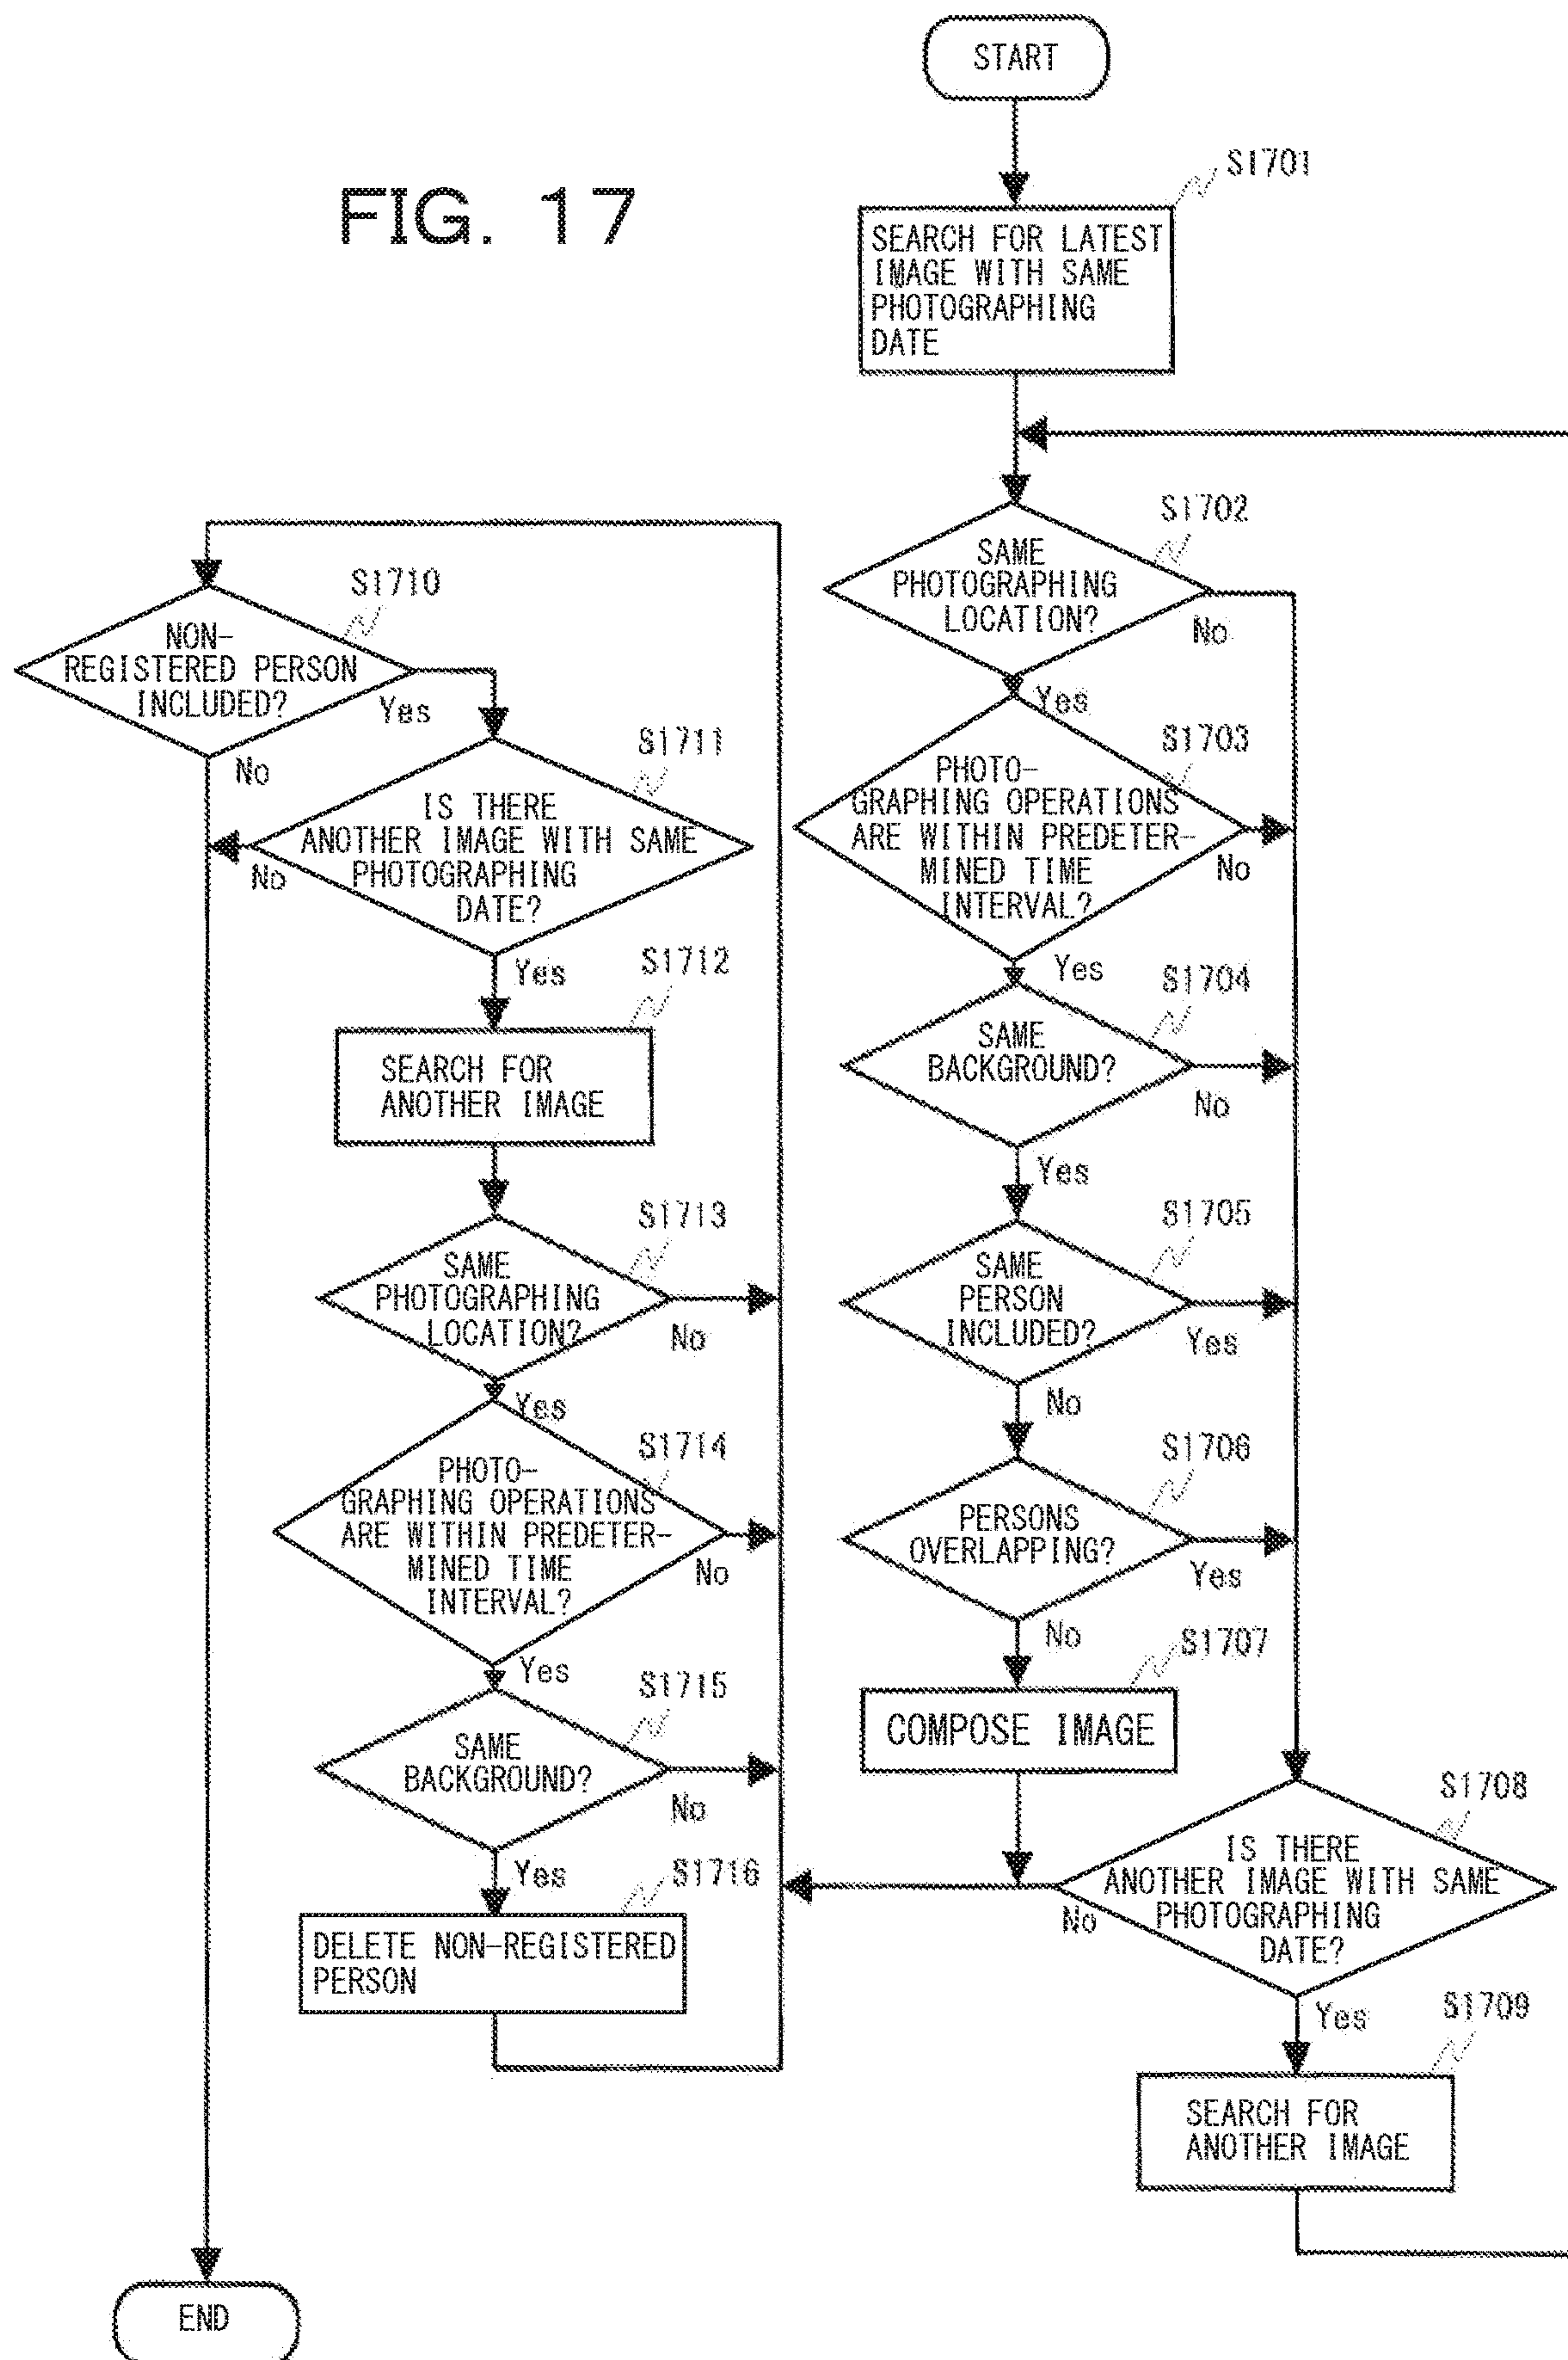 START
FIG. 17
S1701
SEARCH FOR LATEST
IMAGE WITH SAME
PHOTOGRAPHING
DATE
S1702
SAME
PHOTOGRAPHING
LOCATION?
No
Yes
S1703
PHOTO-
GRAPHING OPERATIONS
ARE WITHIN PREDETER-
MINED TIME
INTERVAL?
No
Yes
S1704
SAME
BACKGROUND?
No
Yes
S1705
SAME
PERSON
INCLUDED?
Yes
No
S1706
PERSONS
OVERLAPPING?
Yes
No
S1707
COMPOSE IMAGE
S1708
IS THERE
ANOTHER IMAGE WITH SAME
PHOTOGRAPHING
DATE?
No
Yes
S1709
SEARCH FOR
ANOTHER IMAGE
S1710
NON-
REGISTERED PERSON
INCLUDED?
Yes
No
S1711
IS THERE
ANOTHER IMAGE WITH SAME
PHOTOGRAPHING
DATE?
No
Yes
S1712
SEARCH FOR
ANOTHER IMAGE
S1713
SAME
PHOTOGRAPHING
LOCATION?
No
Yes
S1714
PHOTO-
GRAPHING OPERATIONS
ARE WITHIN PREDETER-
MINED TIME
INTERVAL?
No
Yes
S1715
SAME
BACKGROUND?
No
Yes
S1716
DELETE NON-REGISTERED
PERSON
END